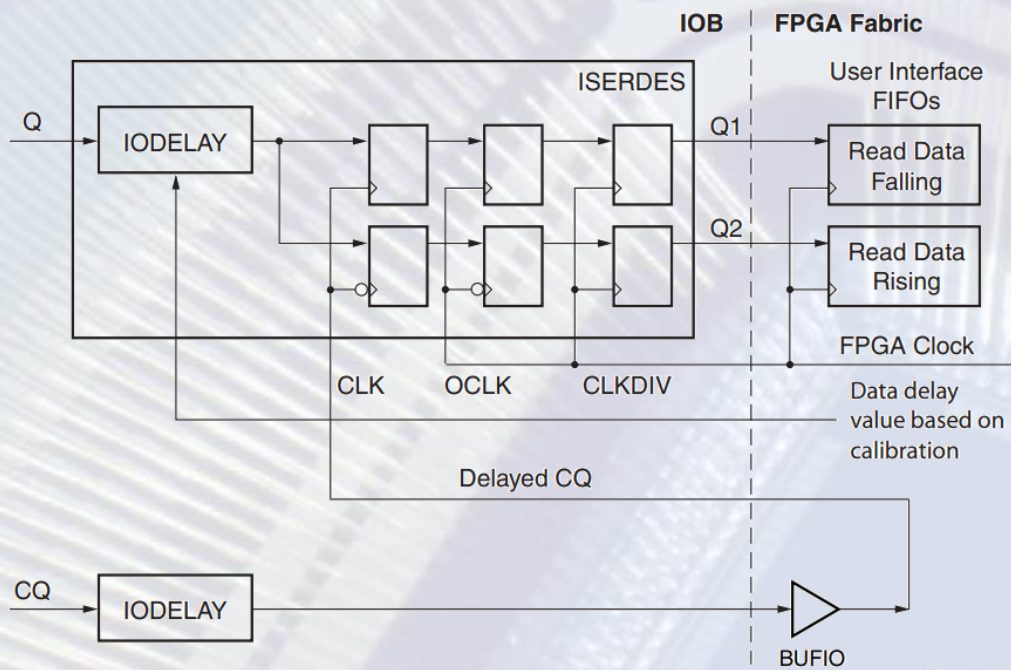 IOB
FPGA Fabric
ISERDES
User Interface
FIFOs
Q
IODELAY
Q1
Read Data
Falling
Q2
Read Data
Rising
FPGA Clock
CLK
OCLK
CLKDIV
Data delay
value based on
calibration
Delayed CQ
CQ
IODELAY
BUFIO